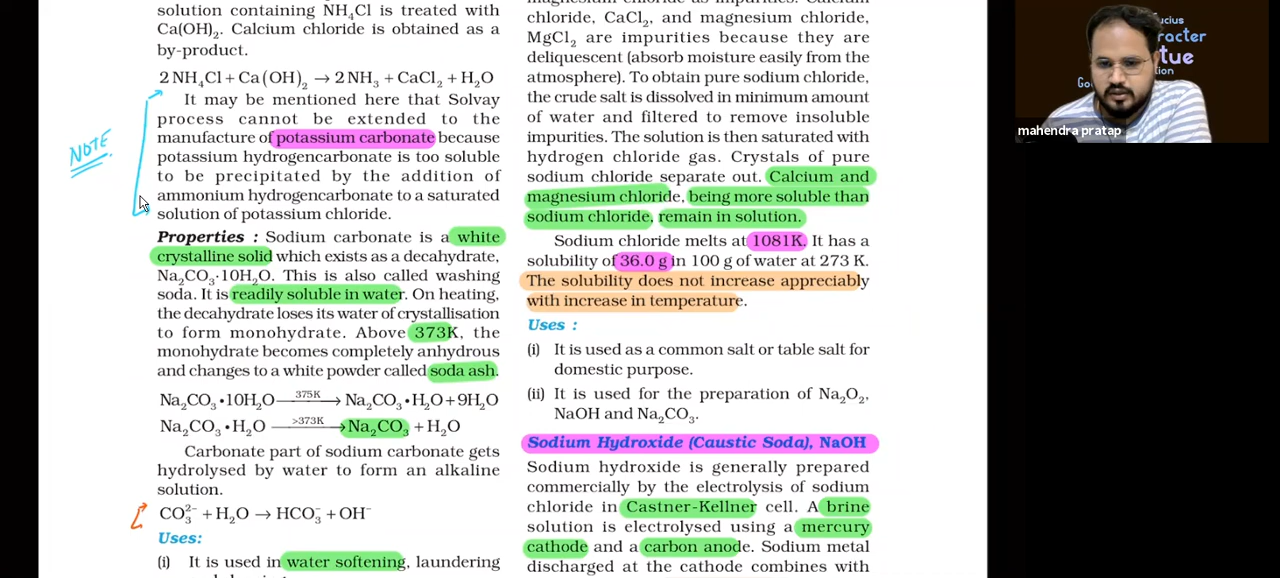 solution containing NH₄Cl is treated with
Ca(OH)₂. Calcium chloride is obtained as a
by-product.
2 NH₄Cl + Ca(OH)₂ → 2 NH₃ + CaCl₂ + H₂O
It may be mentioned here that Solvay
process cannot be extended to the
manufacture of potassium carbonate because
potassium hydrogencarbonate is too soluble
to be precipitated by the addition of
ammonium hydrogencarbonate to a saturated
solution of potassium chloride.
NOTE
Properties : Sodium carbonate is a white
crystalline solid which exists as a decahydrate,
Na₂CO₃·10H₂O. This is also called washing
soda. It is readily soluble in water. On heating,
the decahydrate loses its water of crystallisation
to form monohydrate. Above 373K, the
monohydrate becomes completely anhydrous
and changes to a white powder called soda ash.
Na₂CO₃•10H₂O —375K→ Na₂CO₃•H₂O+9H₂O
Na₂CO₃•H₂O —>373K→ Na₂CO₃+H₂O
Carbonate part of sodium carbonate gets
hydrolysed by water to form an alkaline
solution.
CO₃²⁻ + H₂O → HCO₃⁻ + OH⁻
Uses:
(i) It is used in water softening, laundering
chloride, CaCl₂, and magnesium chloride,
MgCl₂ are impurities because they are
deliquescent (absorb moisture easily from the
atmosphere). To obtain pure sodium chloride,
the crude salt is dissolved in minimum amount
of water and filtered to remove insoluble
impurities. The solution is then saturated with
hydrogen chloride gas. Crystals of pure
sodium chloride separate out. Calcium and
magnesium chloride, being more soluble than
sodium chloride, remain in solution.
Sodium chloride melts at 1081K. It has a
solubility of 36.0 g in 100 g of water at 273 K.
The solubility does not increase appreciably
with increase in temperature.
Uses :
(i) It is used as a common salt or table salt for
domestic purpose.
(ii) It is used for the preparation of Na₂O₂,
NaOH and Na₂CO₃.
Sodium Hydroxide (Caustic Soda), NaOH
Sodium hydroxide is generally prepared
commercially by the electrolysis of sodium
chloride in Castner-Kellner cell. A brine
solution is electrolysed using a mercury
cathode and a carbon anode. Sodium metal
discharged at the cathode combines with
mahendra pratap